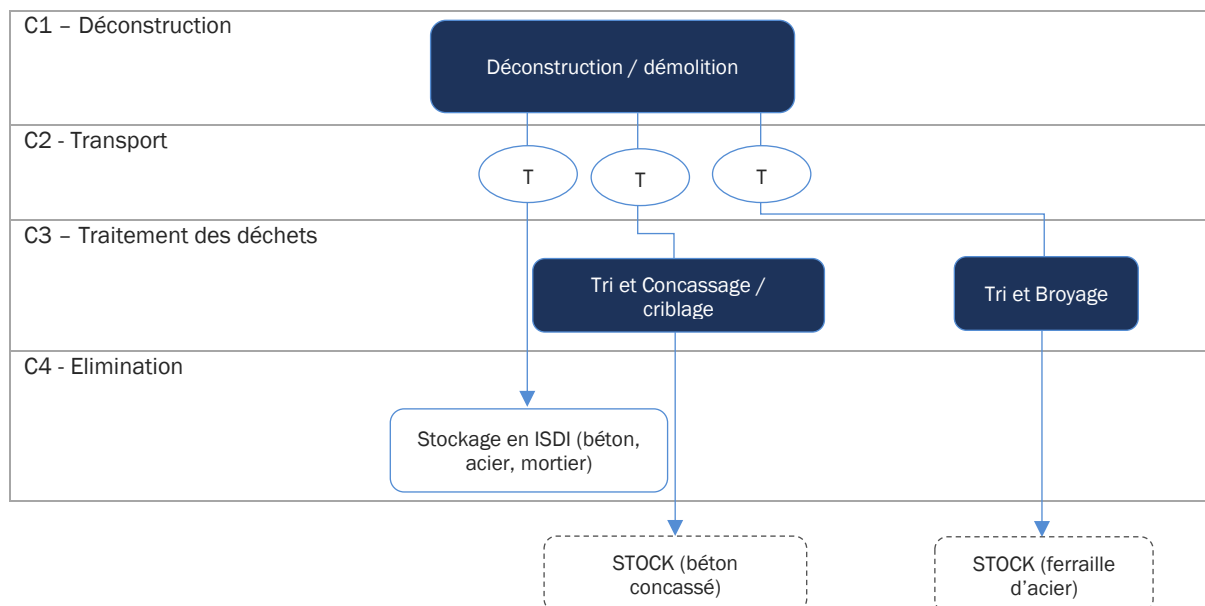 C1 – Déconstruction
Déconstruction / démolition
C2 - Transport
T
T
T
C3 – Traitement des déchets
Tri et Concassage /
criblage
Tri et Broyage
C4 - Elimination
Stockage en ISDI (béton,
acier, mortier)
STOCK (béton
concassé)
STOCK (ferraille
d’acier)